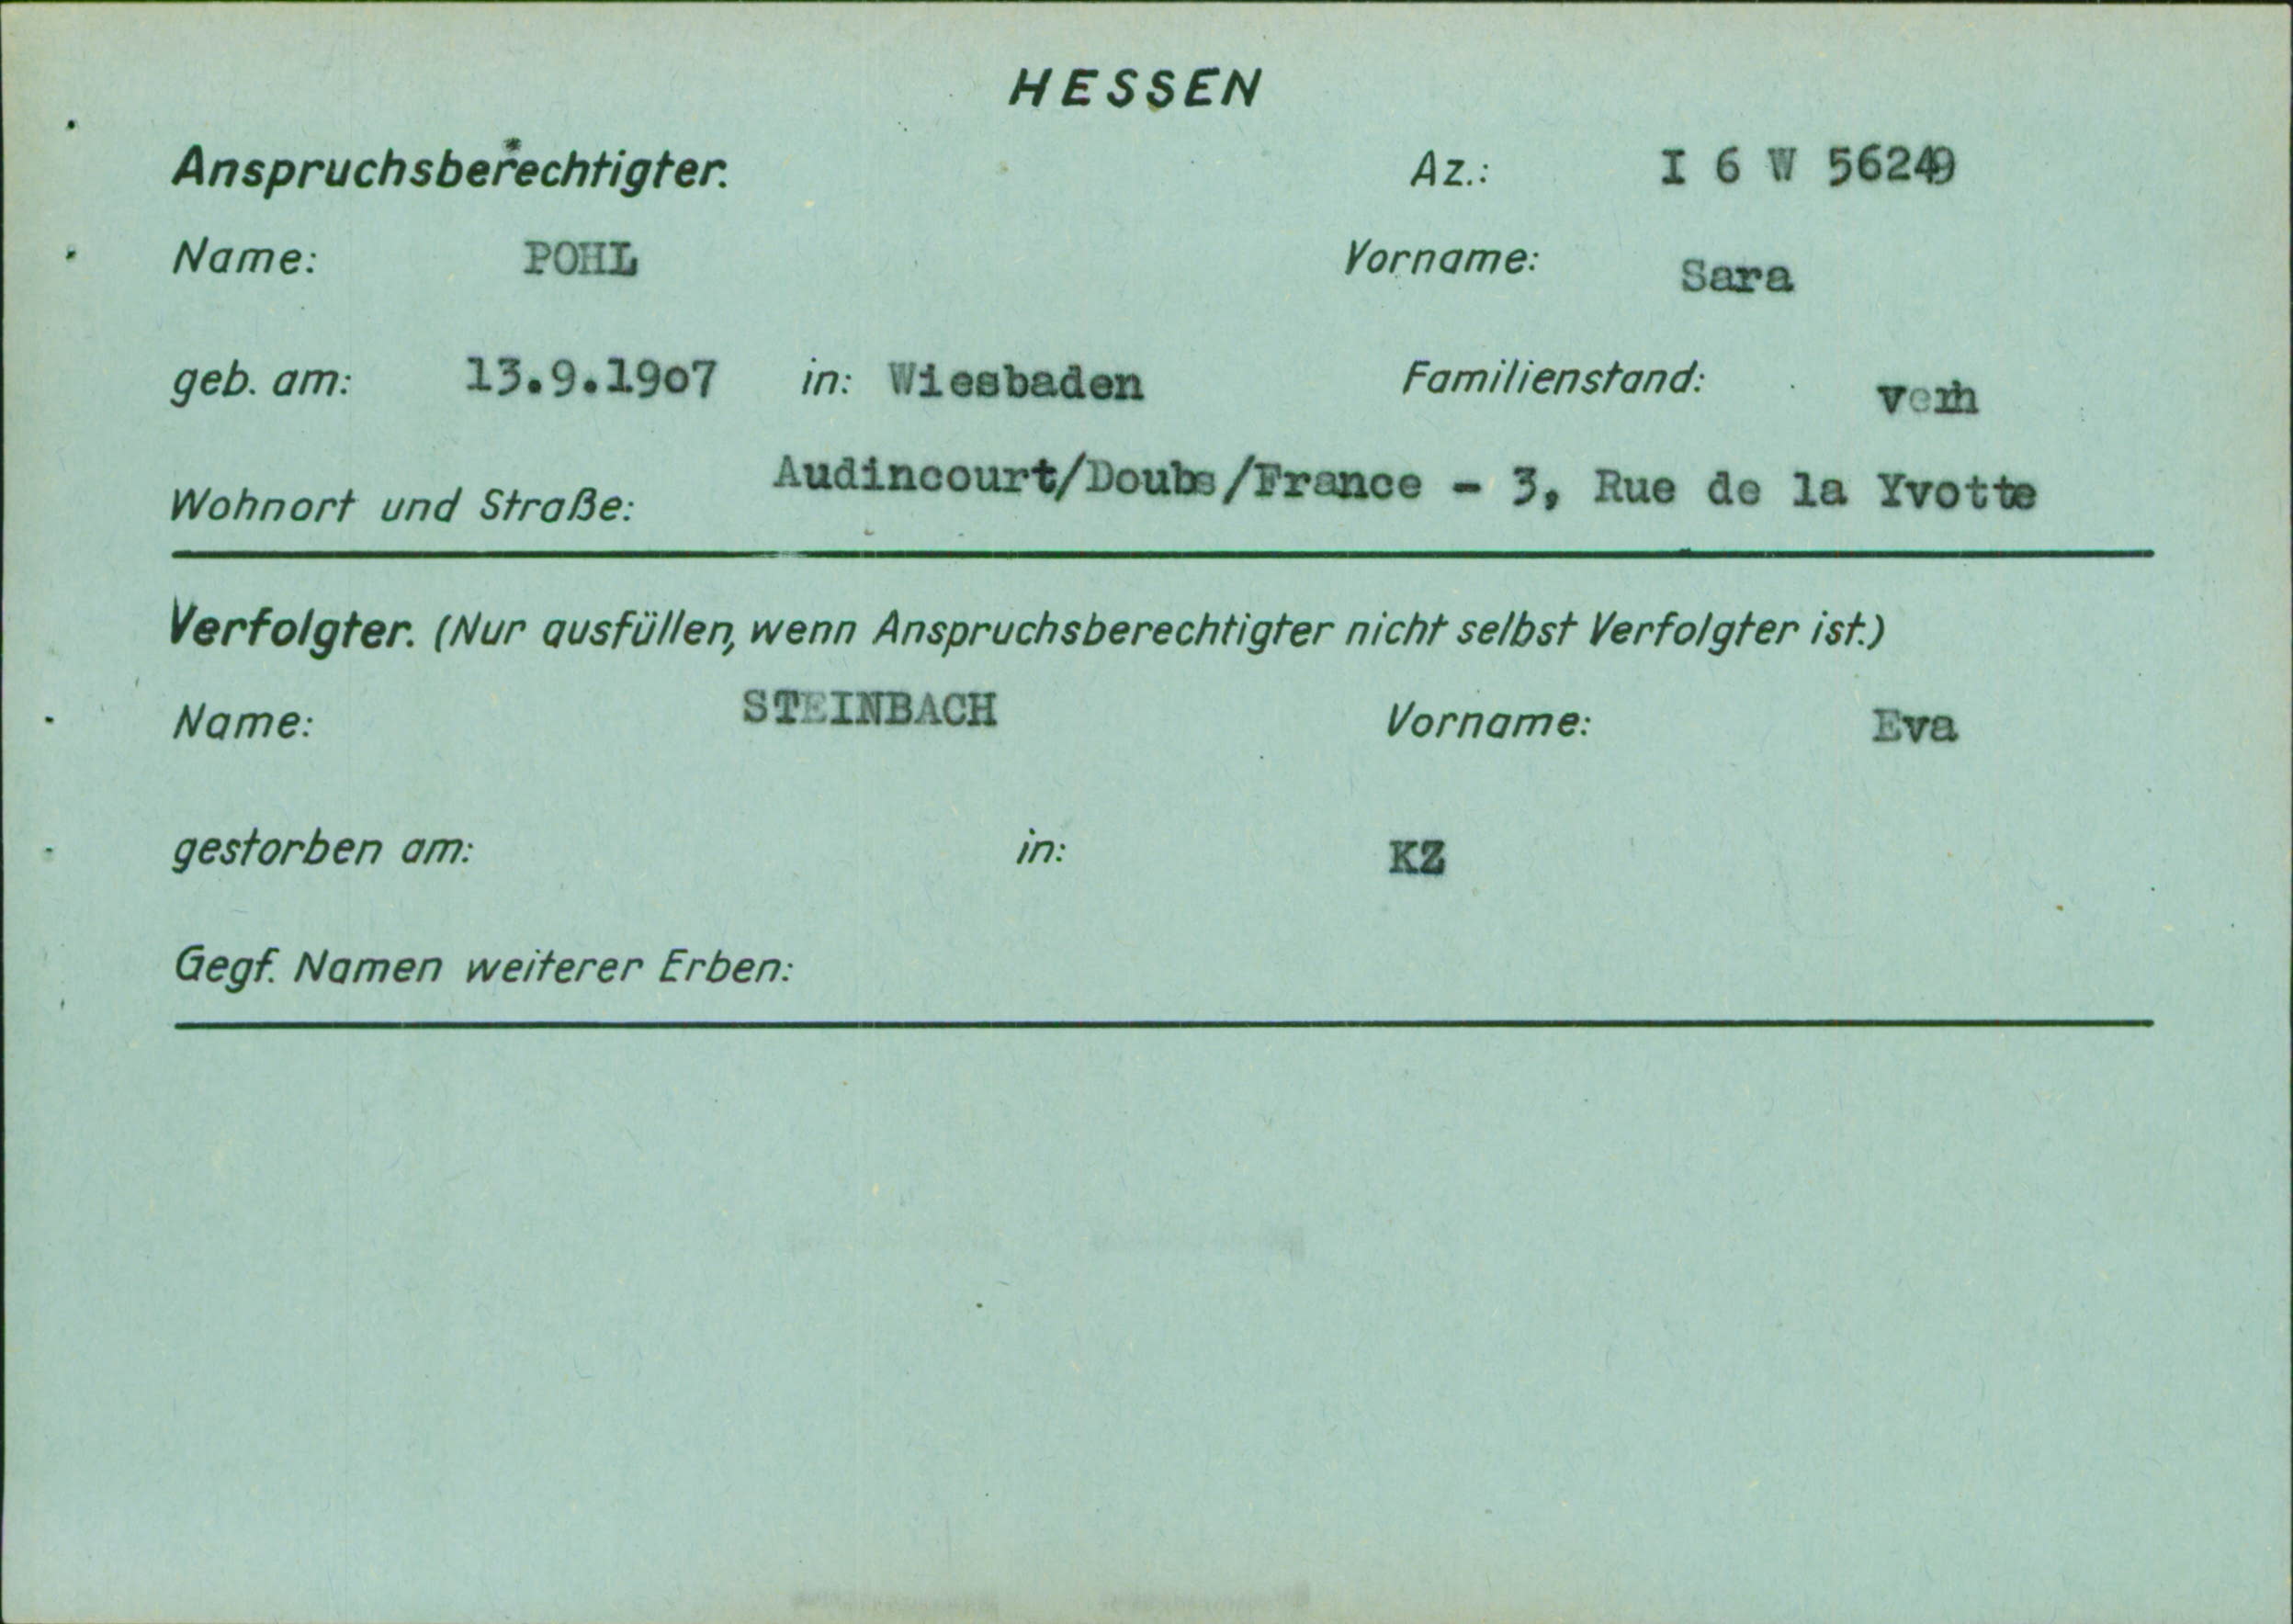 HESSEN
Anspruchsberechtigter. Az.: I 6 W 56249
Name: POHL Vorname: Sara
geb. am: 13.9.1907 in: Wiesbaden Familienstand: verh
Wohnort und Straße: Audincourt/Doubs/France - 3, Rue de la Yvotte
Verfolgter. (Nur ausfüllen, wenn Anspruchsberechtigter nicht selbst Verfolgter ist.)
Name: STEINBACH Vorname: Eva
gestorben am: in: KZ
Gegf. Namen weiterer Erben: